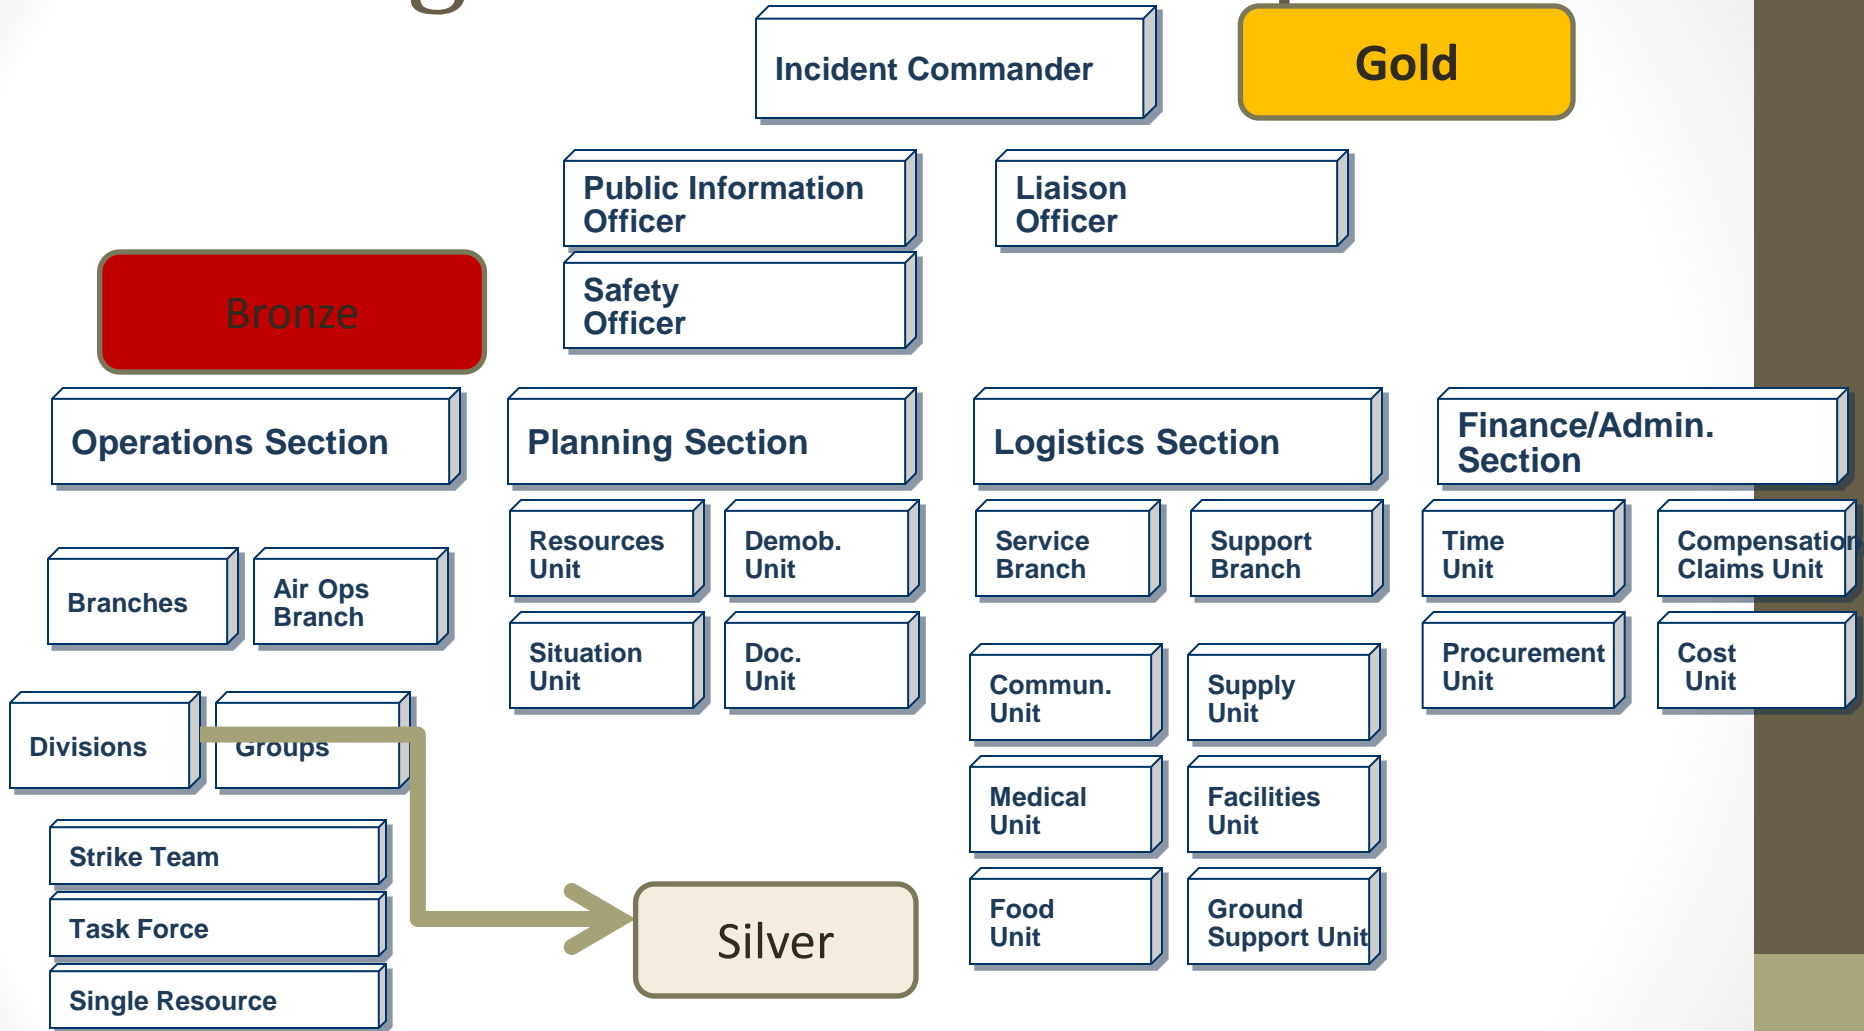 Incident Commander
Gold
Public Information
Officer
Liaison
Officer
Safety
Officer
Bronze
Operations Section
Planning Section
Logistics Section
Finance/Admin.
Section
Branches
Air Ops
Branch
Resources
Unit
Demob.
Unit
Situation
Unit
Doc.
Unit
Service
Branch
Support
Branch
Time
Unit
Compensation
Claims Unit
Procurement
Unit
Cost
Unit
Divisions
Groups
Commun.
Unit
Supply
Unit
Medical
Unit
Facilities
Unit
Food
Unit
Ground
Support Unit
Strike Team
Task Force
Single Resource
Silver